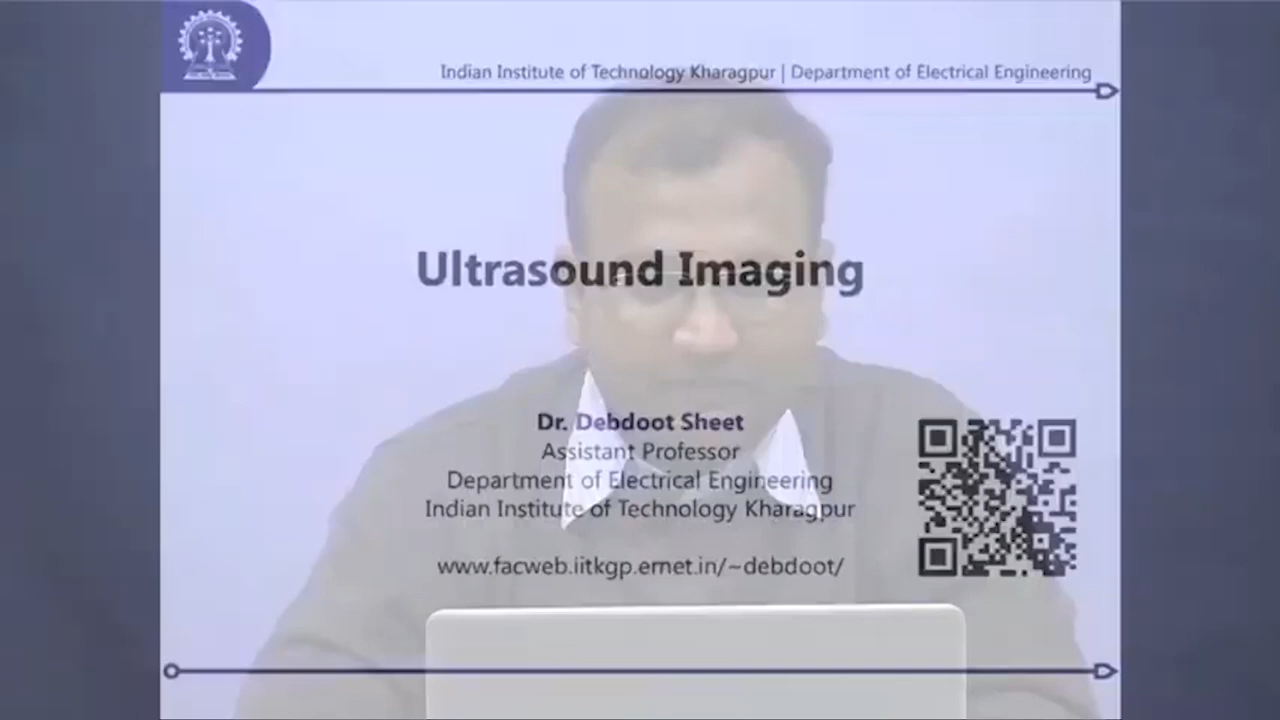 Indian Institute of Technology Kharagpur | Department of Electrical Engineering
Ultrasound Imaging
Dr. Debdoot Sheet
Assistant Professor
Department of Electrical Engineering
Indian Institute of Technology Kharagpur
www.facweb.iitkgp.ernet.in/~debdoot/